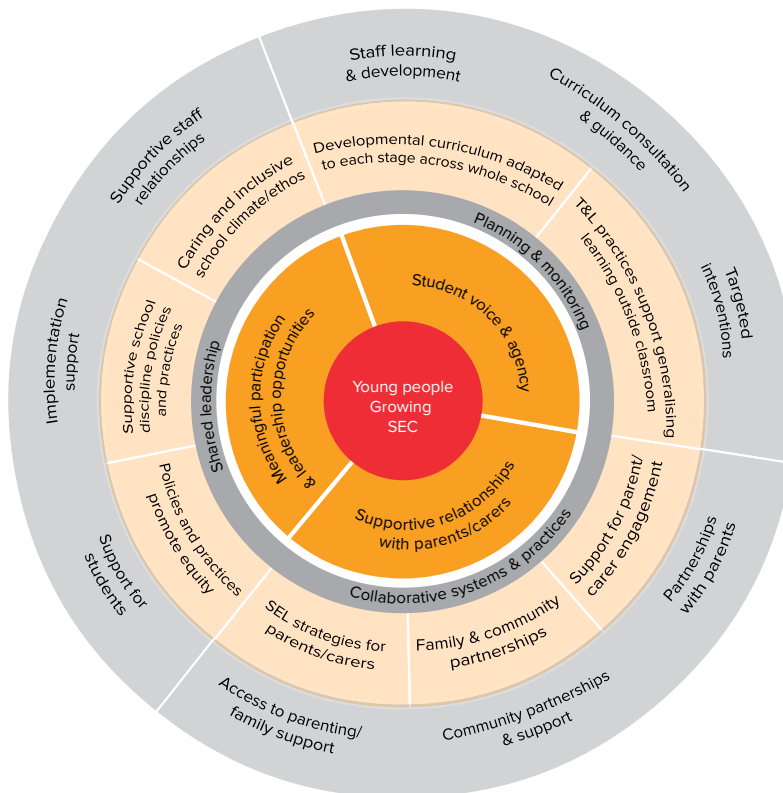 Staff learning
& development
Curriculum consultation
& guidance
Targeted
interventions
Partnerships
with parents
Community partnerships
& support
Access to parenting/
family support
Support for
students
Implementation
support
Supportive staff
relationships
Developmental curriculum adapted
to each stage across whole school
T&L practices support generalising
learning outside classroom
Support for parent/
carer engagement
Family & community
partnerships
SEL strategies for
parents/carers
Policies and practices
promote equity
Supportive school
discipline policies
and practices
Caring and inclusive
school climate/ethos
Planning & monitoring
Collaborative systems & practices
Shared leadership
Student voice & agency
Supportive relationships
with parents/carers
Meaningful participation
& leadership opportunities
Young people
Growing
SEC